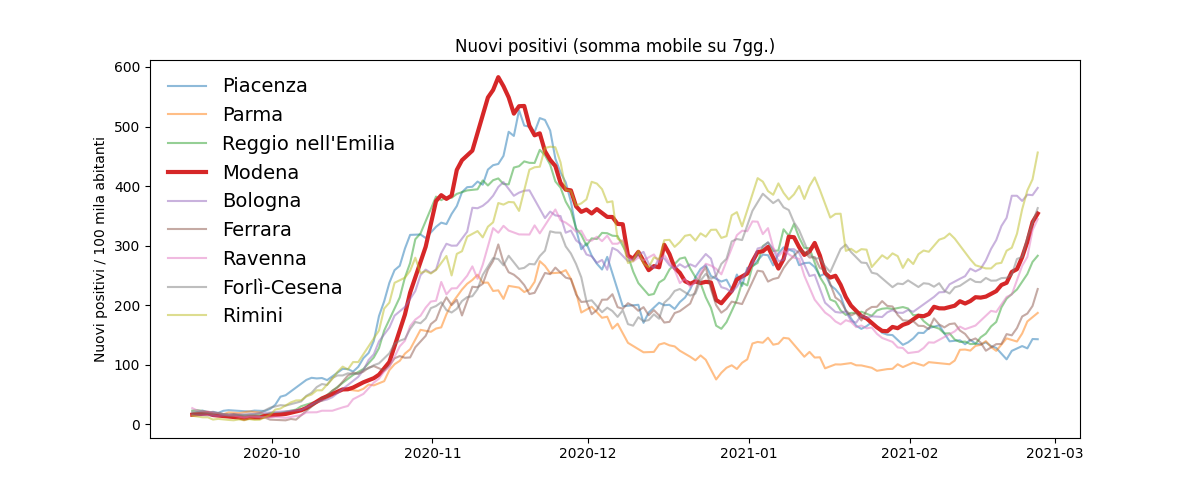 Nuovi positivi (somma mobile su 7gg.)
Nuovi positivi / 100 mila abitanti
600
500
400
300
200
100
0
Piacenza
Parma
Reggio nell'Emilia
Modena
Bologna
Ferrara
Ravenna
Forlì-Cesena
Rimini
2020-10
2020-11
2020-12
2021-01
2021-02
2021-03